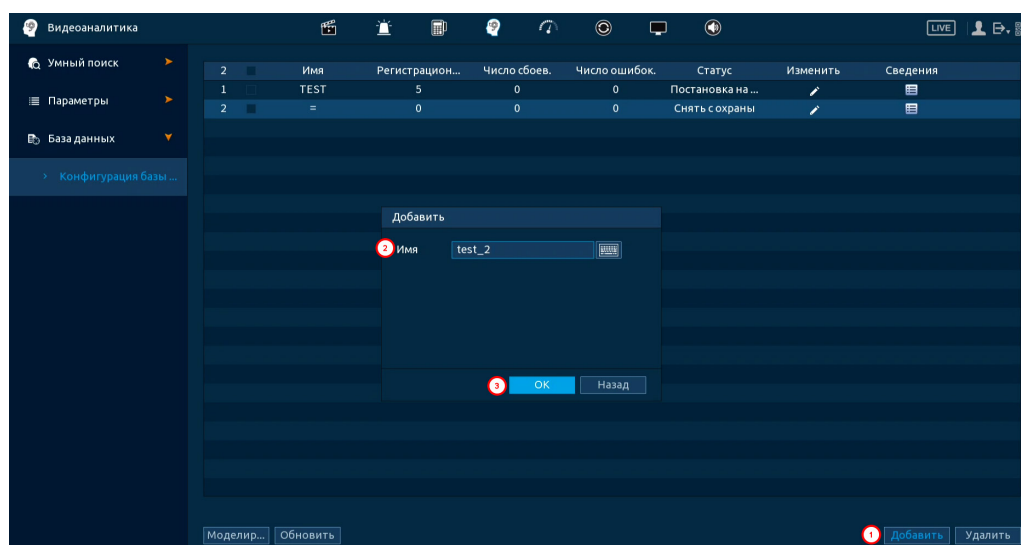 Видеоаналитика LIVE
Умный поиск
Параметры
База данных
Конфигурация базы ...
2 Имя Регистрацион... Число сбоев. Число ошибок. Статус Изменить Сведения
1 TEST 5 0 0 Постановка на ...
2 = 0 0 0 Снять с охраны
Добавить
2 Имя test_2
3 OK Назад
Моделир... Обновить 1 Добавить Удалить